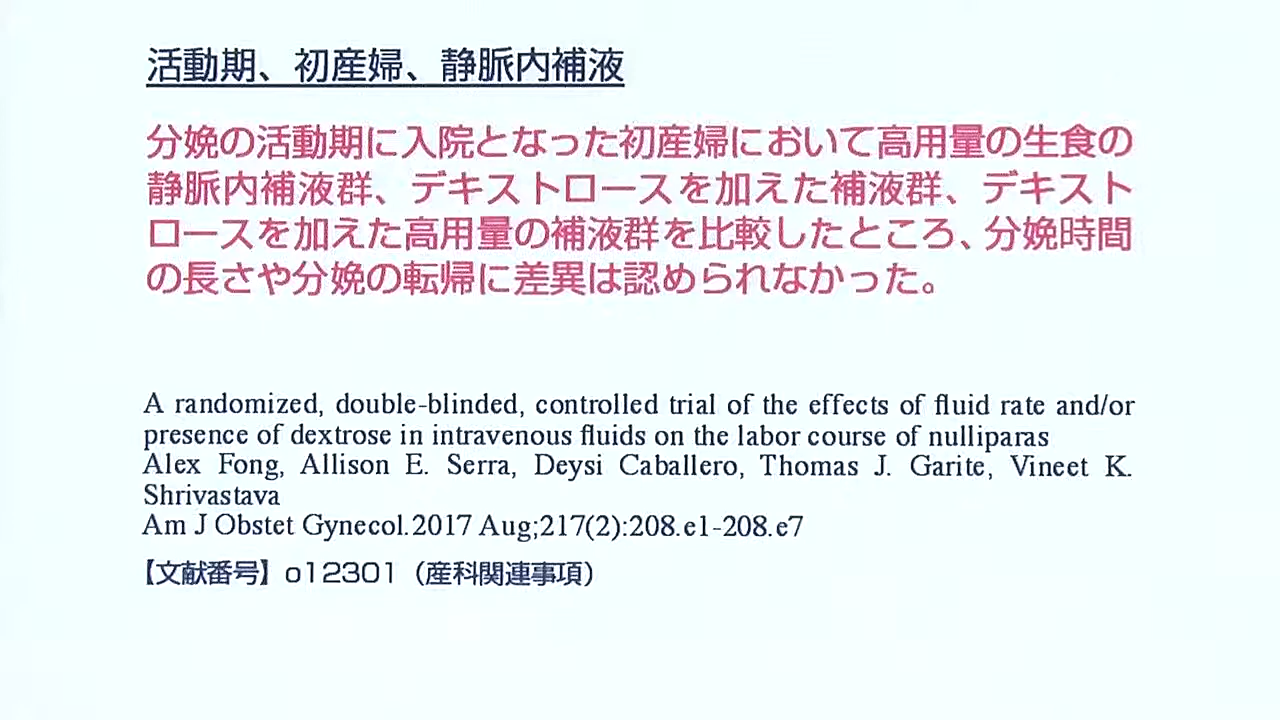 活動期、初産婦、静脈内補液
分娩の活動期に入院となった初産婦において高用量の生食の
静脈内補液群、デキストロースを加えた補液群、デキスト
ロースを加えた高用量の補液群を比較したところ、分娩時間
の長さや分娩の転帰に差異は認められなかった。
A randomized, double-blinded, controlled trial of the effects of fluid rate and/or
presence of dextrose in intravenous fluids on the labor course of nulliparas
Alex Fong, Allison E. Serra, Deysi Caballero, Thomas J. Garite, Vineet K.
Shrivastava
Am J Obstet Gynecol.2017 Aug;217(2):208.e1-208.e7
【文献番号】o12301（産科関連事項）